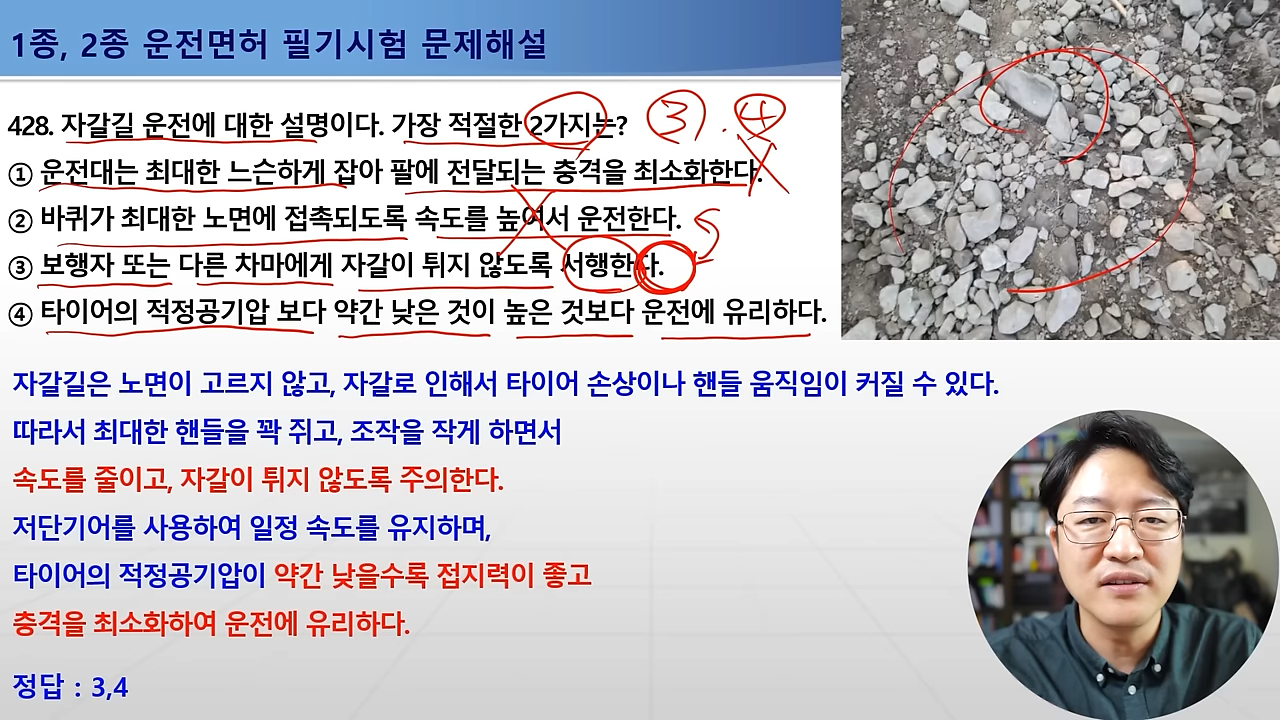 1종, 2종 운전면허 필기시험 문제해설
428. 자갈길 운전에 대한 설명이다. 가장 적절한 2가지는? ③ . ④
① 운전대는 최대한 느슨하게 잡아 팔에 전달되는 충격을 최소화한다.
② 바퀴가 최대한 노면에 접촉되도록 속도를 높여서 운전한다.
③ 보행자 또는 다른 차마에게 자갈이 튀지 않도록 서행한다.
④ 타이어의 적정공기압 보다 약간 낮은 것이 높은 것보다 운전에 유리하다.
자갈길은 노면이 고르지 않고, 자갈로 인해서 타이어 손상이나 핸들 움직임이 커질 수 있다.
따라서 최대한 핸들을 꽉 쥐고, 조작을 작게 하면서
속도를 줄이고, 자갈이 튀지 않도록 주의한다.
저단기어를 사용하여 일정 속도를 유지하며,
타이어의 적정공기압이 약간 낮을수록 접지력이 좋고
충격을 최소화하여 운전에 유리하다.
정답 : 3,4